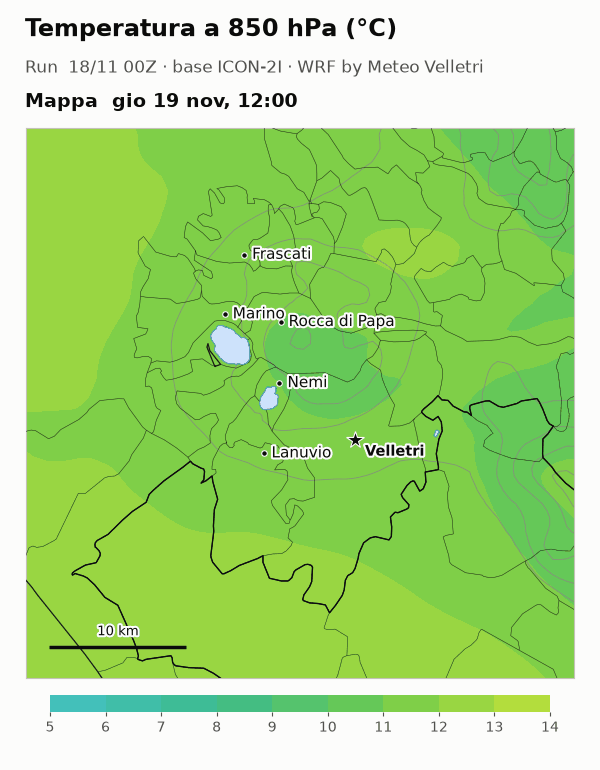 Temperatura a 850 hPa (°C)
Run  18/11 00Z · base ICON-2I · WRF by Meteo Velletri
Mappa  gio 19 nov, 12:00
Frascati
Marino
Rocca di Papa
Nemi
Velletri
Lanuvio
10 km
5 6 7 8 9 10 11 12 13 14